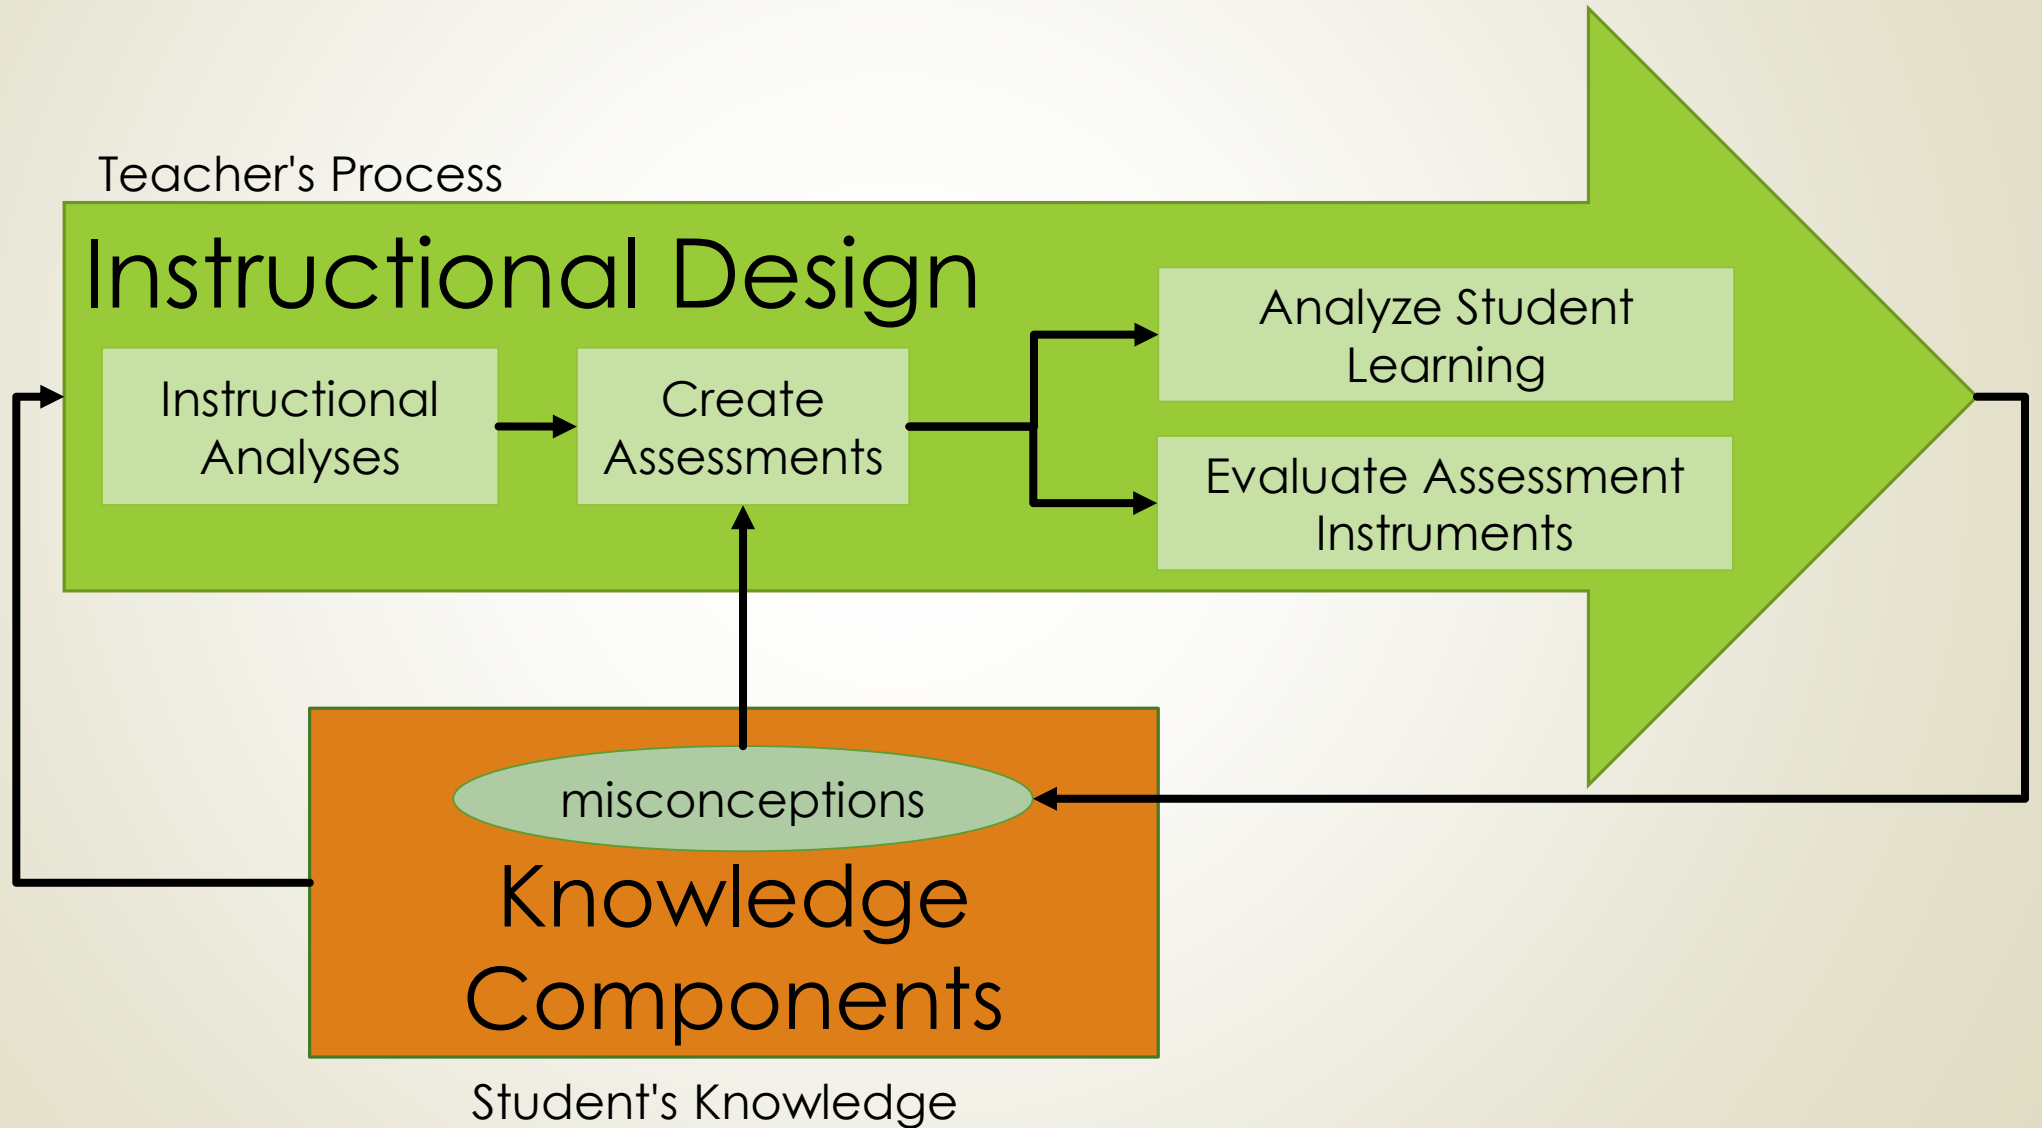 Teacher's Process
Instructional Design
Instructional
Analyses
Create
Assessments
Analyze Student
Learning
Evaluate Assessment
Instruments
misconceptions
Knowledge
Components
Student's Knowledge